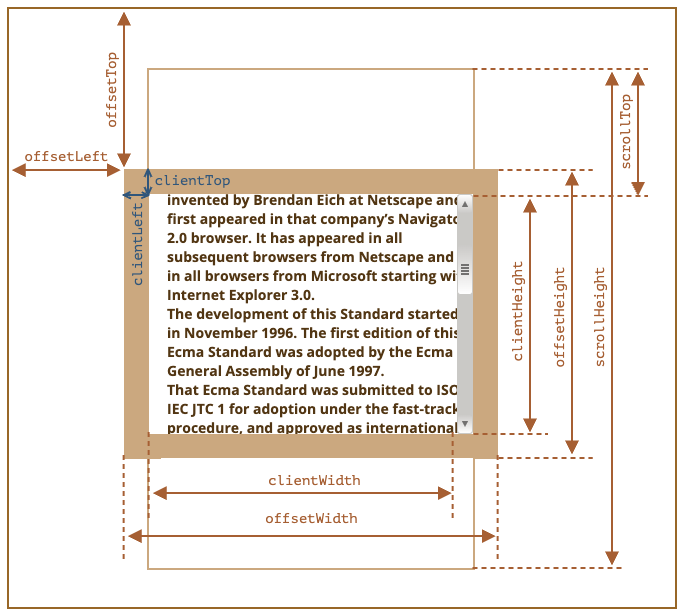 offsetTop
scrollTop
offsetLeft
clientTop
clientLeft
invented by Brendan Eich at Netscape and
first appeared in that company’s Navigato
2.0 browser. It has appeared in all
subsequent browsers from Netscape and
in all browsers from Microsoft starting wi
Internet Explorer 3.0.
The development of this Standard started
in November 1996. The first edition of this
Ecma Standard was adopted by the Ecma
General Assembly of June 1997.
That Ecma Standard was submitted to ISO
IEC JTC 1 for adoption under the fast-track
procedure, and approved as international
clientHeight
offsetHeight
scrollHeight
clientWidth
offsetWidth